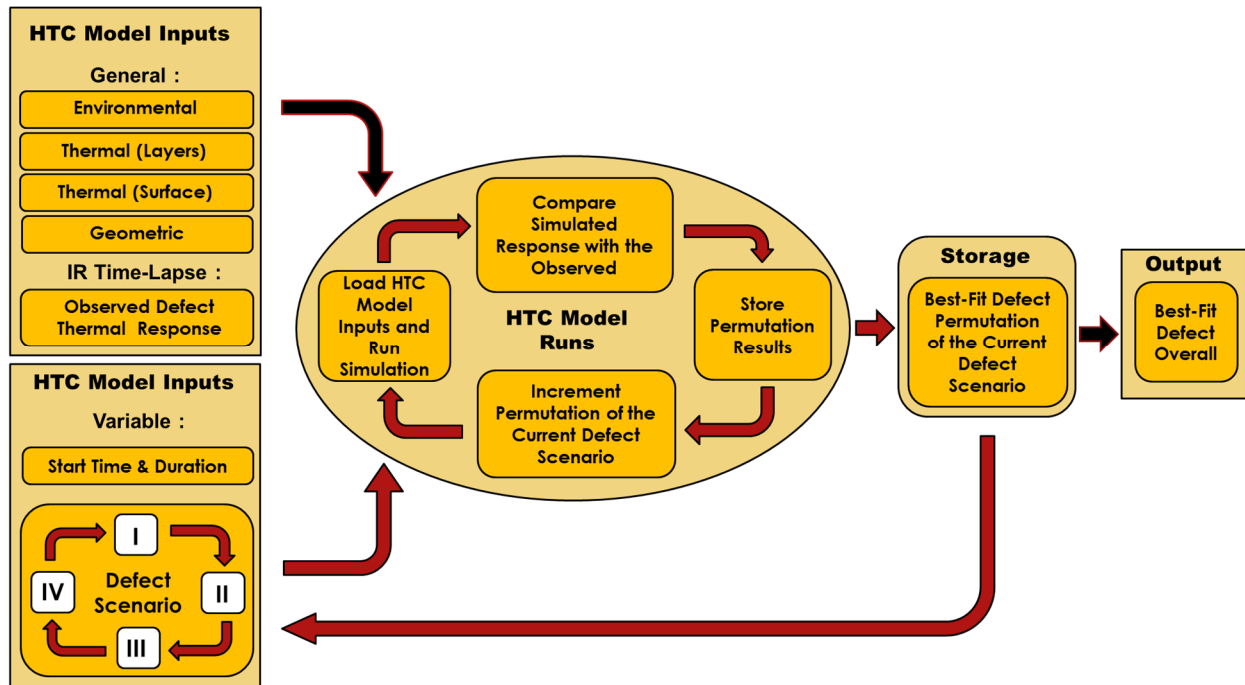 HTC Model Inputs
General :
Environmental
Thermal (Layers)
Thermal (Surface)
Geometric
IR Time-Lapse :
Observed Defect
Thermal Response
HTC Model Inputs
Variable :
Start Time & Duration
I
II
III
IV
Defect
Scenario
Compare
Simulated
Response with the
Observed
Load HTC
Model
Inputs and
Run
Simulation
HTC Model
Runs
Store
Permutation
Results
Increment
Permutation of the
Current Defect
Scenario
Storage
Best-Fit Defect
Permutation
of the Current
Defect
Scenario
Output
Best-Fit
Defect
Overall